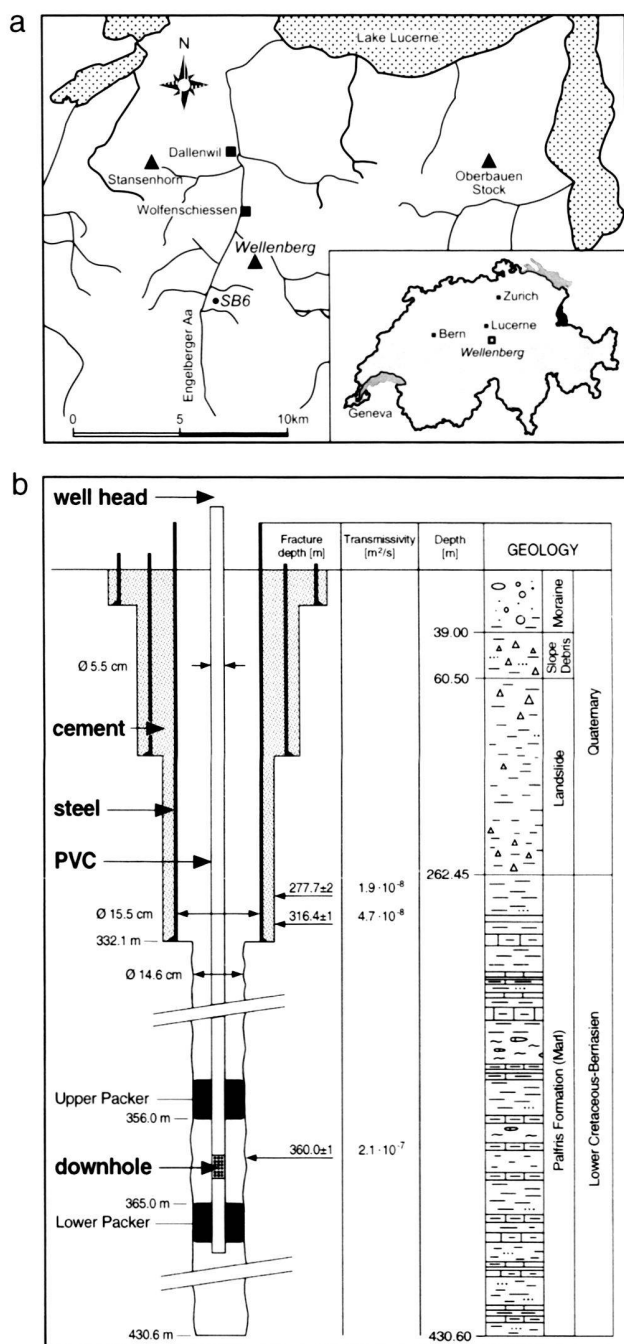 a
Lake Lucerne
N
Dallenwil
Stansenhorn
Oberbauen
Stock
Wolfenschiessen
Wellenberg
SB6
Engelberger Aa
0 5 10km
Zurich
Lucerne
Bern
Wellenberg
Geneva
b
well head
Fracture
depth [m]
Transmissivity
[m²/s]
Depth
[m]
GEOLOGY
Moraine
39.00
Slope
Debris
60.50
Ø 5.5 cm
cement
Landslide
Quaternary
steel
PVC
262.45
277.7±2 1.9·10⁻⁸
Ø 15.5 cm
316.4±1 4.7·10⁻⁸
332.1 m
Ø 14.6 cm
Palfris Formation (Marl)
Lower Cretaceous-Berriasien
Upper Packer
356.0 m
360.0±1 2.1·10⁻⁷
downhole
365.0 m
Lower Packer
430.6 m
430.60